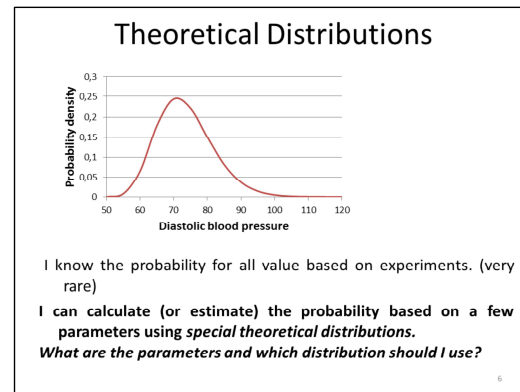 Theoretical Distributions
Probability density
0,3
0,25
0,2
0,15
0,1
0,05
0
50 60 70 80 90 100 110 120
Diastolic blood pressure
I know the probability for all value based on experiments. (very
rare)
I can calculate (or estimate) the probability based on a few
parameters using special theoretical distributions.
What are the parameters and which distribution should I use?
6